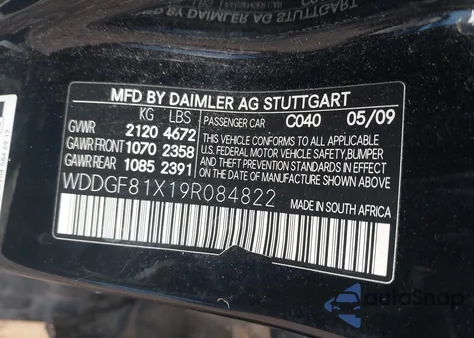 MFD BY DAIMLER AG STUTTGART
KG LBS PASSENGER CAR C040 05/09
GVWR 2120 4672
GAWR FRONT 1070 2358
GAWR REAR 1085 2391
THIS VEHICLE CONFORMS TO ALL APPLICABLE
U.S. FEDERAL MOTOR VEHICLE SAFETY,BUMPER
AND THEFT PREVENTION STANDARDS IN EFFECT
ON THE DATE OF MANUFACTURE SHOWN ABOVE
WDDGF81X19R084822 MADE IN SOUTH AFRICA
autoSnap